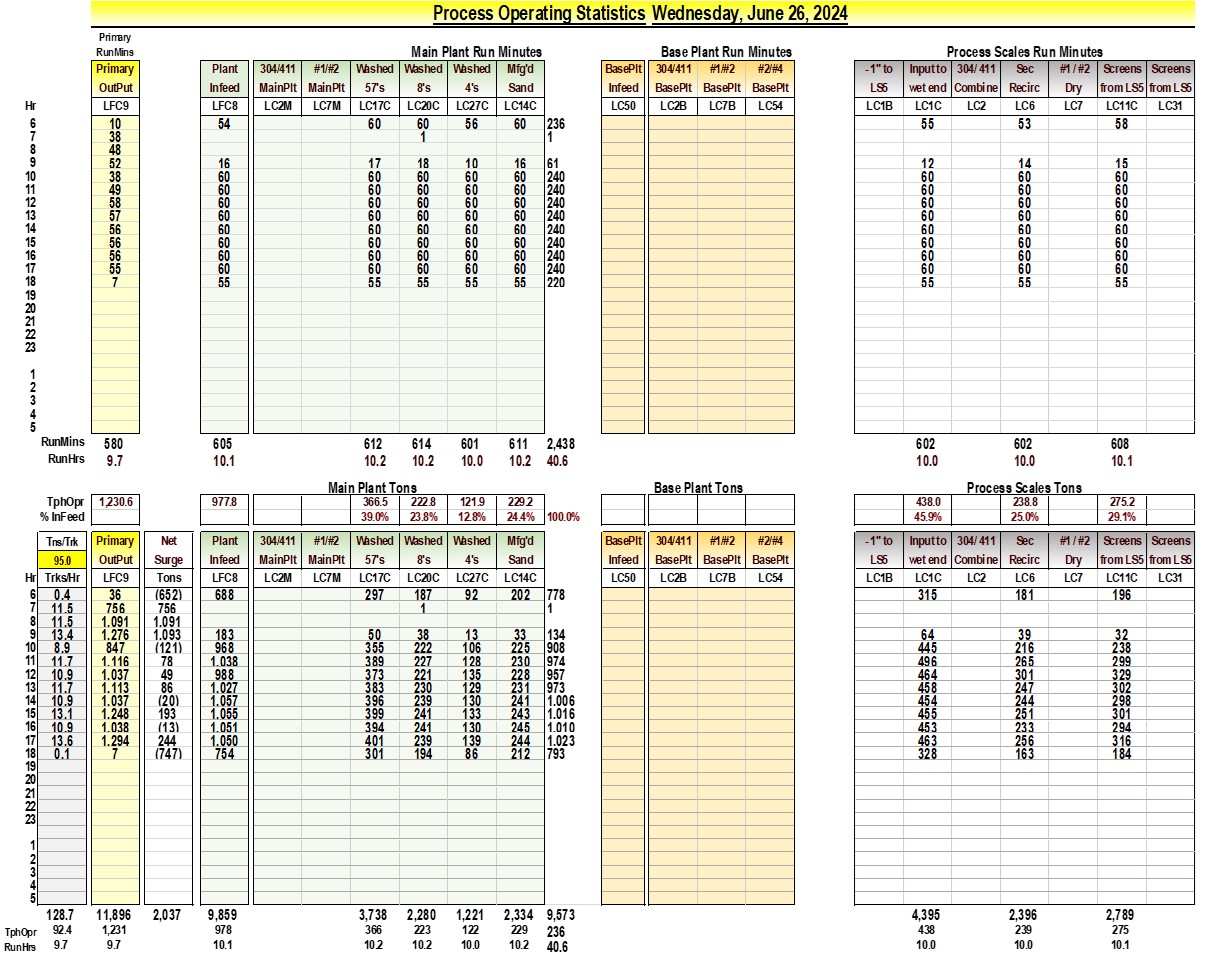 Process Operating Statistics Wednesday, June 26, 2024
Primary
RunMins Main Plant Run Minutes Base Plant Run Minutes Process Scales Run Minutes
Primary Plant 304/411 #1/#2 Washed Washed Washed Mfg'd BasePlt 304/411 #1/#2 #2/#4 -1" to Input to 304/ 411 Sec #1 / #2 Screens Screens
OutPut Infeed MainPlt MainPlt 57's 8's 4's Sand Infeed BasePlt BasePlt BasePlt LS5 wet end Combine Recirc Dry from LS5 from LS5
Hr LFC9 LFC8 LC2M LC7M LC17C LC20C LC27C LC14C LC50 LC2B LC7B LC54 LC1B LC1C LC2 LC6 LC7 LC11C LC31
6 10 54 60 60 56 60 236 55 53 58
7 38 1 1
8 48
9 52 16 17 18 10 16 61 12 14 15
10 38 60 60 60 60 60 240 60 60 60
11 49 60 60 60 60 60 240 60 60 60
12 58 60 60 60 60 60 240 60 60 60
13 57 60 60 60 60 60 240 60 60 60
14 56 60 60 60 60 60 240 60 60 60
15 56 60 60 60 60 60 240 60 60 60
16 56 60 60 60 60 60 240 60 60 60
17 55 60 60 60 60 60 240 60 60 60
18 7 55 55 55 55 55 220 55 55 55
19
20
21
22
23
1
2
3
4
5
RunMins 580 605 612 614 601 611 2,438 602 602 608
RunHrs 9.7 10.1 10.2 10.2 10.0 10.2 40.6 10.0 10.0 10.1
Main Plant Tons Base Plant Tons Process Scales Tons
TphOpr 1,230.6 977.8 366.5 222.8 121.9 229.2 438.0 238.8 275.2
% InFeed 39.0% 23.8% 12.8% 24.4% 100.0% 45.9% 25.0% 29.1%
Tns/Trk Primary Net Plant 304/411 #1/#2 Washed Washed Washed Mfg'd BasePlt 304/411 #1/#2 #2/#4 -1" to Input to 304/ 411 Sec #1 / #2 Screens Screens
95.0 OutPut Surge Infeed MainPlt MainPlt 57's 8's 4's Sand Infeed BasePlt BasePlt BasePlt LS5 wet end Combine Recirc Dry from LS5 from LS5
Hr Trks/Hr LFC9 Tons LFC8 LC2M LC7M LC17C LC20C LC27C LC14C LC50 LC2B LC7B LC54 LC1B LC1C LC2 LC6 LC7 LC11C LC31
6 0.4 36 (652) 688 297 187 92 202 778 315 181 196
7 11.5 756 756 1 1
8 11.5 1,091 1,091
9 13.4 1,276 1,093 183 50 38 13 33 134 64 39 32
10 8.9 847 (121) 968 355 222 106 225 908 445 216 238
11 11.7 1,116 78 1,038 389 227 128 230 974 496 265 299
12 10.9 1,037 49 988 373 221 135 228 957 464 301 329
13 11.7 1,113 86 1,027 383 230 129 231 973 458 247 302
14 10.9 1,037 (20) 1,057 396 239 130 241 1,006 454 244 298
15 13.1 1,248 193 1,055 399 241 133 243 1,016 455 251 301
16 10.9 1,038 (13) 1,051 394 241 130 245 1,010 453 233 294
17 13.6 1,294 244 1,050 401 239 139 244 1,023 463 256 316
18 0.1 7 (747) 754 301 194 86 212 793 328 163 184
19
20
21
22
23
1
2
3
4
5
128.7 11,896 2,037 9,859 3,738 2,280 1,221 2,334 9,573 4,395 2,396 2,789
TphOpr 92.4 1,231 978 366 223 122 229 236 438 239 275
RunHrs 9.7 9.7 10.1 10.2 10.2 10.0 10.2 40.6 10.0 10.0 10.1